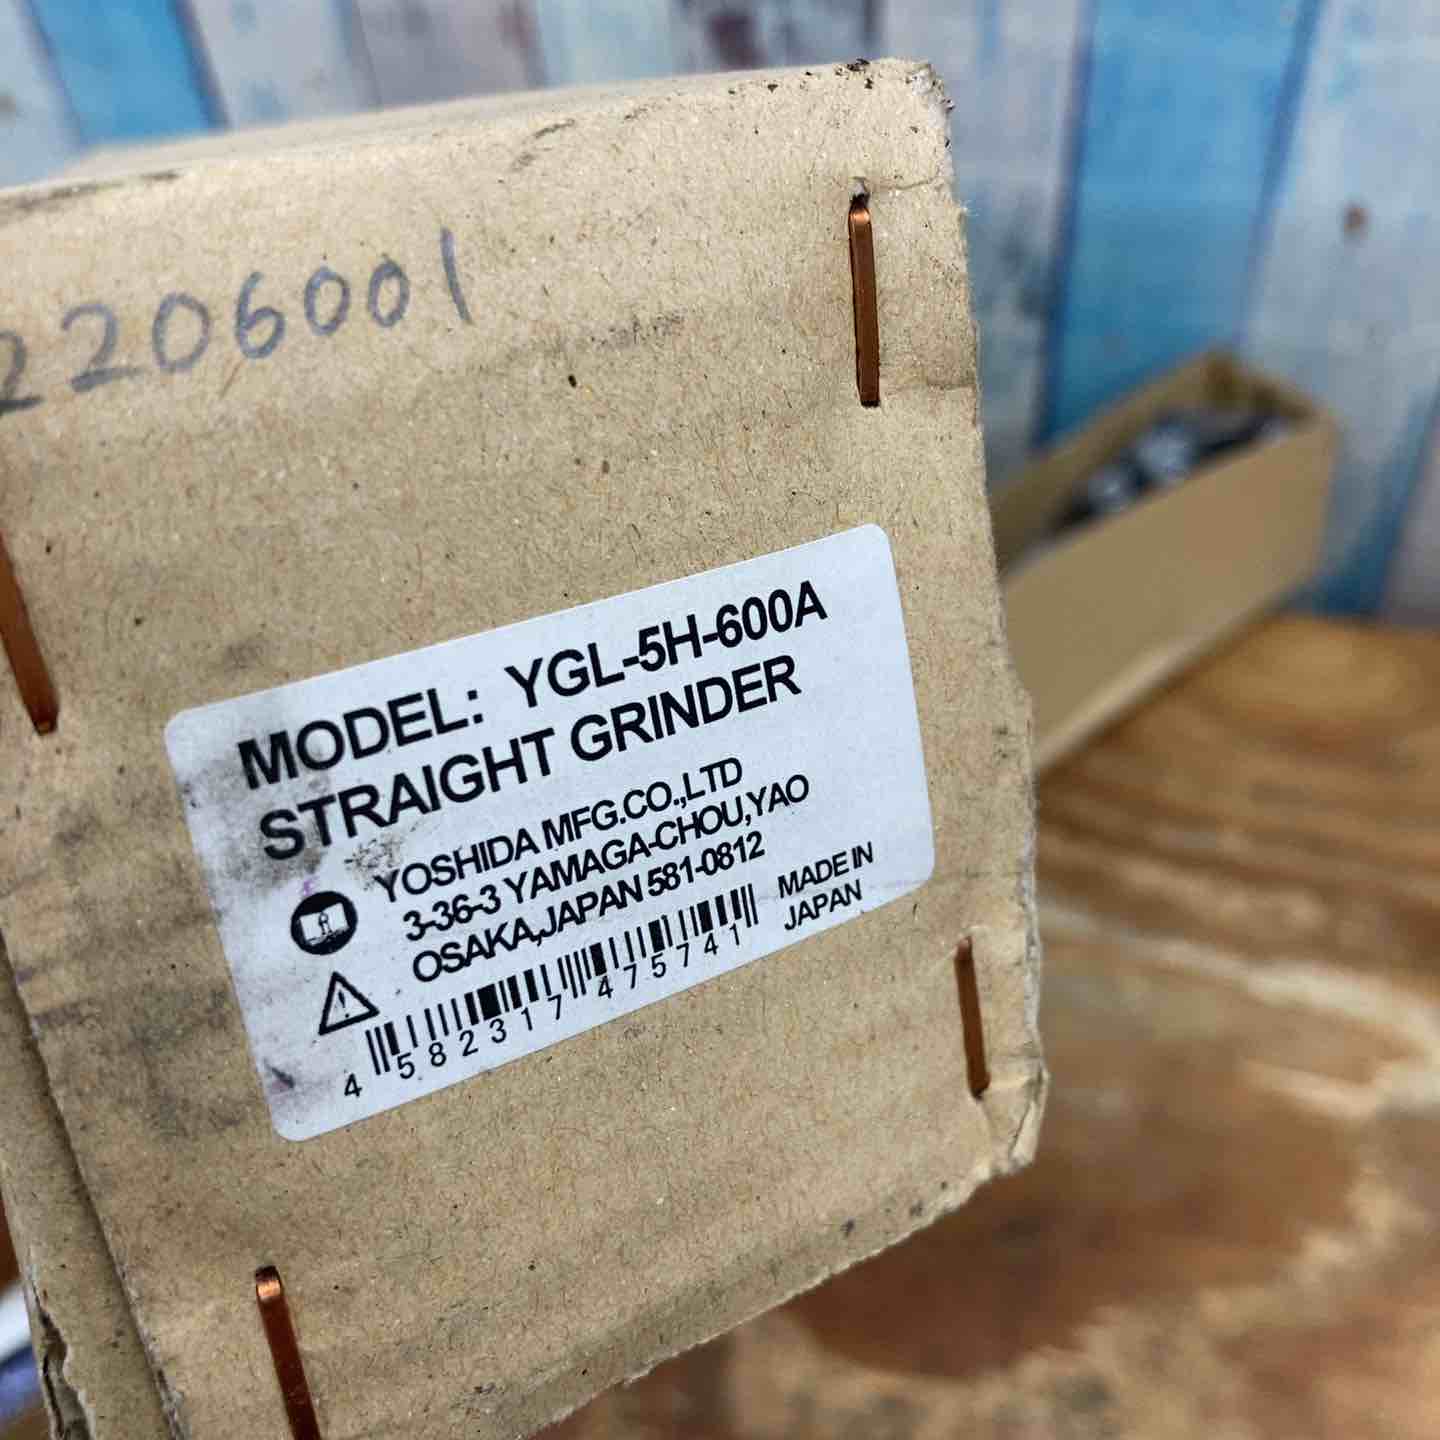 2206001
MODEL: YGL-5H-600A
STRAIGHT GRINDER
YOSHIDA MFG.CO.,LTD
3-36-3 YAMAGA-CHOU,YAO
OSAKA,JAPAN 581-0812
MADE IN
JAPAN
4 582317 475741